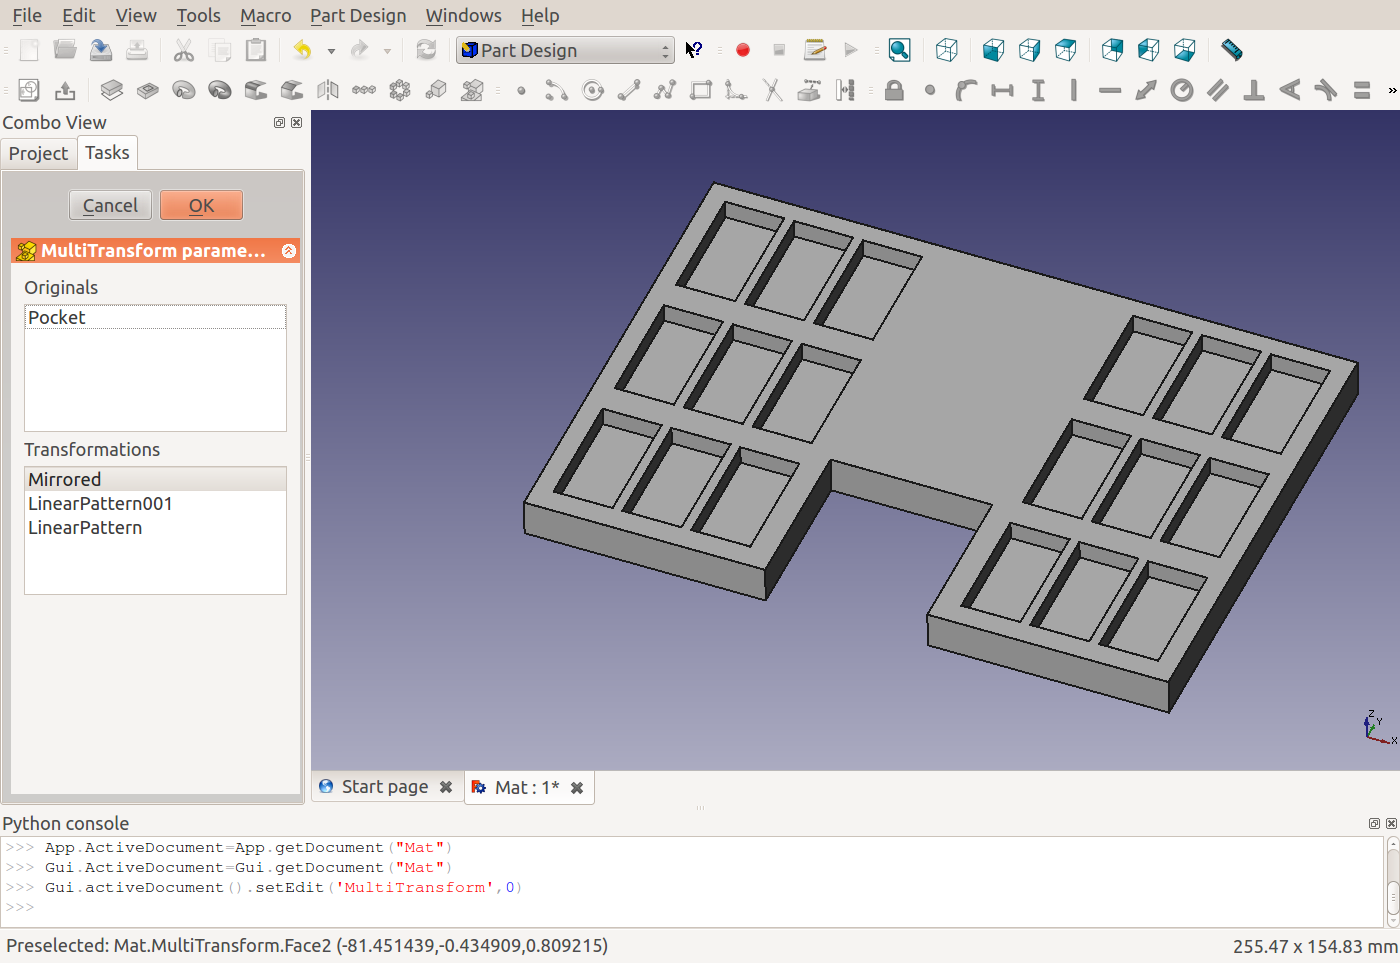 File Edit View Tools Macro Part Design Windows Help
Part Design
Combo View
Project Tasks
Cancel OK
MultiTransform parame...
Originals
Pocket
Transformations
Mirrored
LinearPattern001
LinearPattern
Z
Y
X
Start page Mat : 1*
Python console
>>> App.ActiveDocument=App.getDocument("Mat")
>>> Gui.ActiveDocument=Gui.getDocument("Mat")
>>> Gui.activeDocument().setEdit('MultiTransform',0)
>>>
Preselected: Mat.MultiTransform.Face2 (-81.451439,-0.434909,0.809215) 255.47 x 154.83 mm